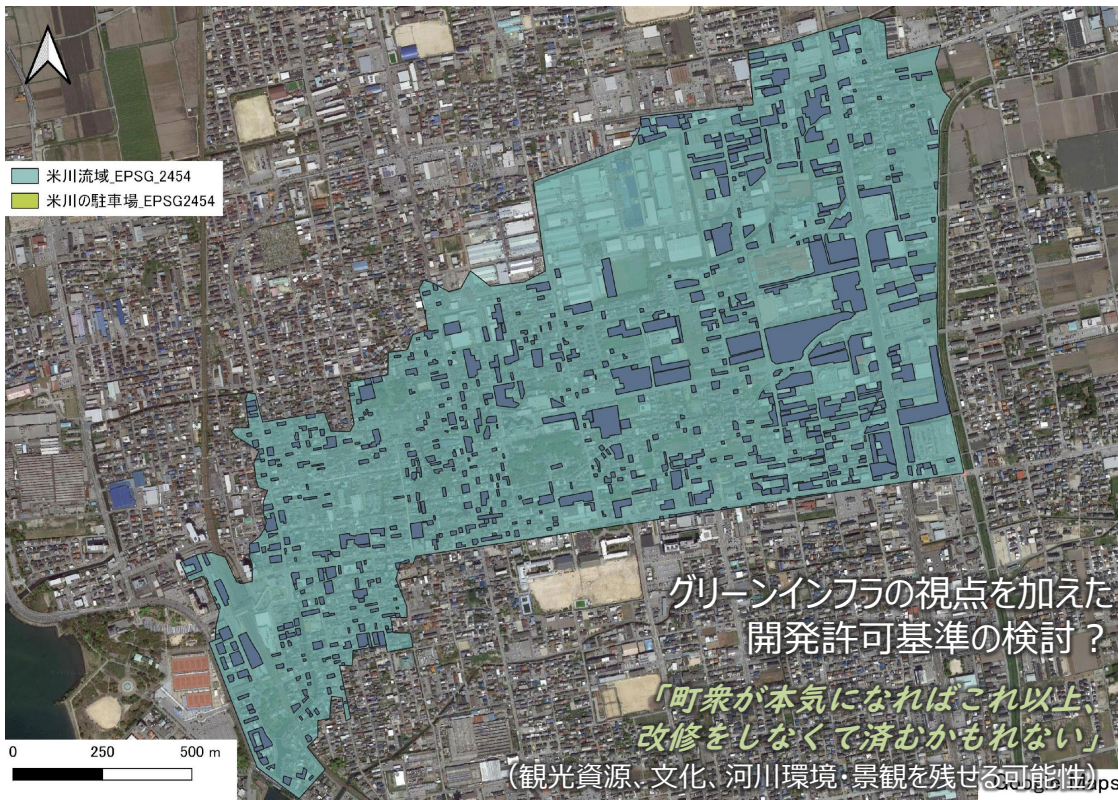 米川流域_EPSG_2454
米川の駐車場_EPSG2454
グリーンインフラの視点を加えた
開発許可基準の検討？
「町衆が本気になればこれ以上、
改修をしなくて済むかもれない」
（観光資源、文化、河川環境・景観を残せる可能性）
Google Maps
0 250 500 m